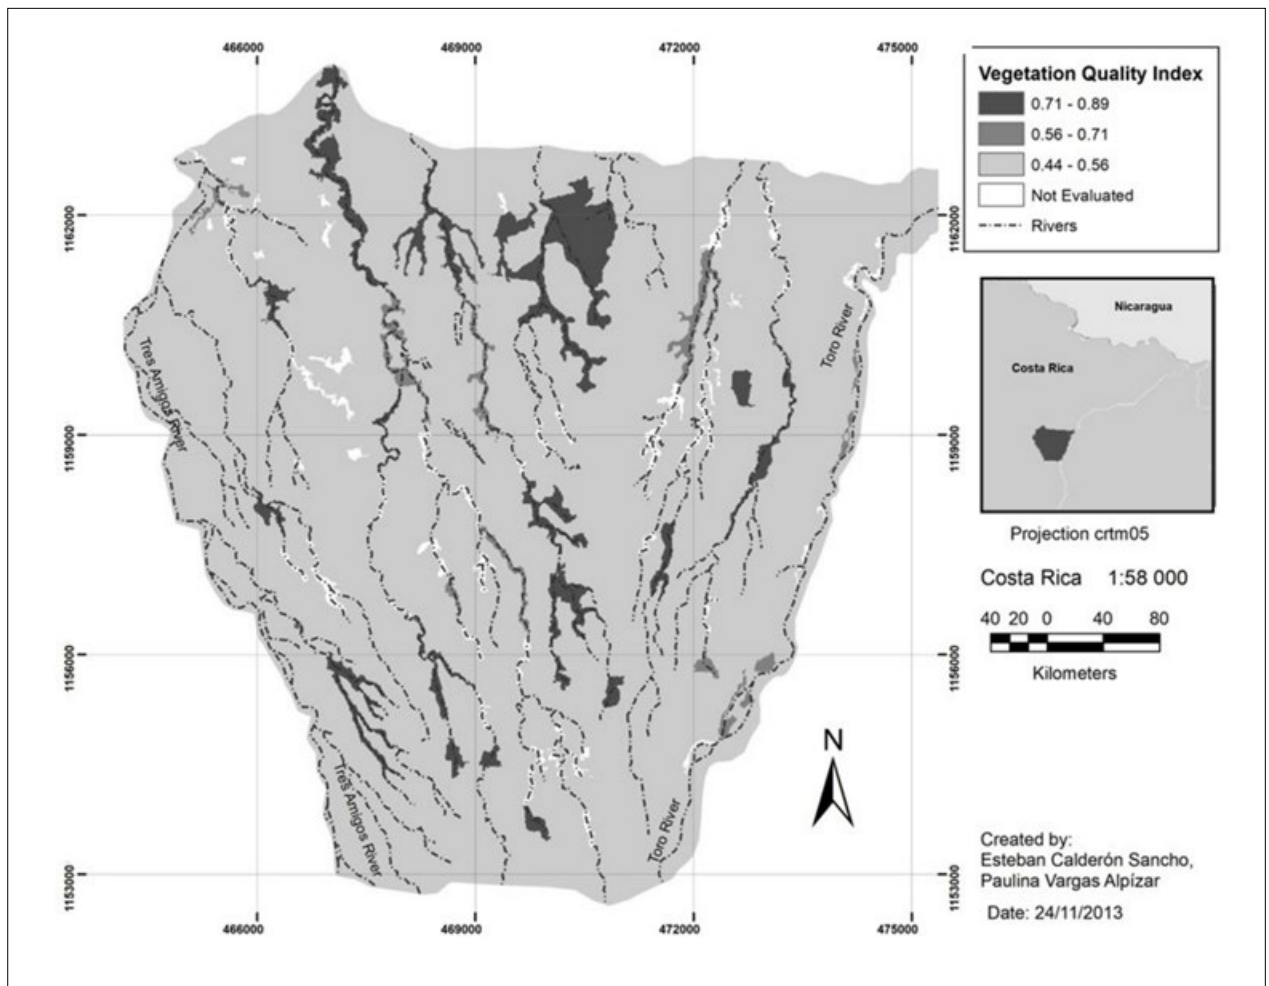 466000 469000 472000 475000
Vegetation Quality Index
0.71 - 0.89
0.56 - 0.71
0.44 - 0.56
Not Evaluated
Rivers
1162000 1162000
Nicaragua
Costa Rica
Toro River
Tres Amigos River
1159000 1159000
Projection crtm05
Costa Rica 1:58 000
40 20 0 40 80
Kilometers
1156000 1156000
N
Tres Amigos River
Toro River
Created by:
Esteban Calderón Sancho,
Paulina Vargas Alpízar
Date: 24/11/2013
1153000 1153000
466000 469000 472000 475000